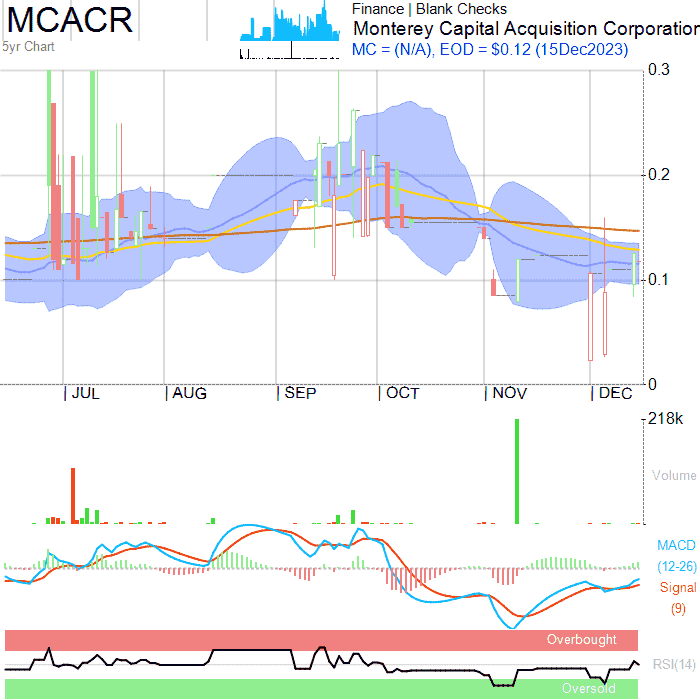 MCACR
Finance | Blank Checks
5yr Chart
Monterey Capital Acquisition Corporation
MC = (N/A), EOD = $0.12 (15Dec2023)
0.3
0.2
0.1
0
JUL AUG SEP OCT NOV DEC
218k
Volume
MACD
(12-26)
Signal
(9)
Overbought
RSI(14)
Oversold